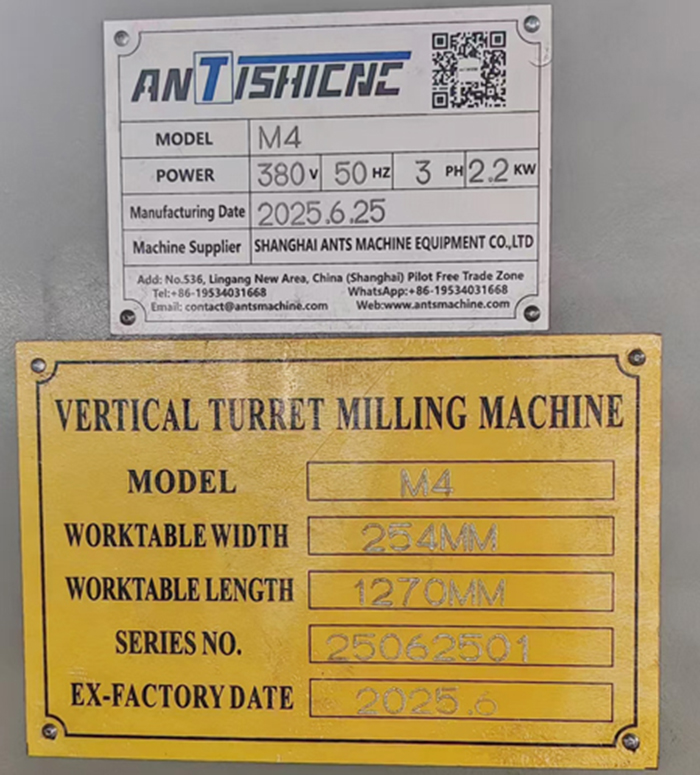 ANTISHICNC
MODEL M4
POWER 380 V 50 HZ 3 PH 2.2 KW
Manufacturing Date 2025.6.25
Machine Supplier SHANGHAI ANTS MACHINE EQUIPMENT CO.,LTD
Add: No.536, Lingang New Area, China (Shanghai) Pilot Free Trade Zone
Tel:+86-19534031668 WhatsApp:+86-19534031668
Email: contact@antsmachine.com Web:www.antsmachine.com
VERTICAL TURRET MILLING MACHINE
MODEL M4
WORKTABLE WIDTH 254MM
WORKTABLE LENGTH 1270MM
SERIES NO. 25062501
EX-FACTORY DATE 2025.6